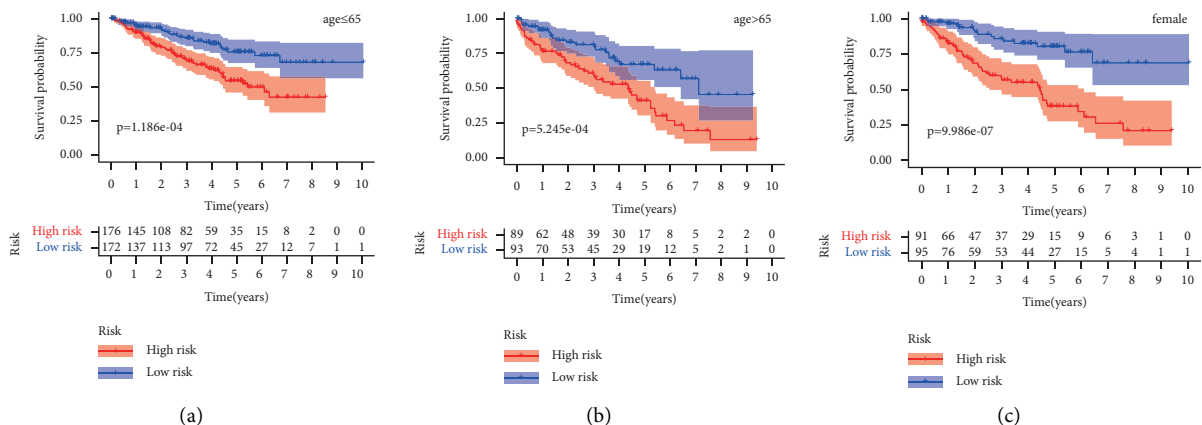 age≤65
1.00
0.75
0.50
0.25
0.00
Survival probability
p=1.186e-04
0 1 2 3 4 5 6 7 8 9 10
Time(years)
Risk
High risk 176 145 108 82 59 35 15 8 2 0 0
Low risk 172 137 113 97 72 45 27 12 7 1 1
0 1 2 3 4 5 6 7 8 9 10
Time(years)
Risk
High risk
Low risk
(a)
age>65
1.00
0.75
0.50
0.25
0.00
Survival probability
p=5.245e-04
0 1 2 3 4 5 6 7 8 9 10
Time(years)
Risk
High risk 89 62 48 39 30 17 8 5 2 2 0
Low risk 93 70 53 45 29 19 12 5 2 1 0
0 1 2 3 4 5 6 7 8 9 10
Time(years)
Risk
High risk
Low risk
(b)
female
1.00
0.75
0.50
0.25
0.00
Survival probability
p=9.986e-07
0 1 2 3 4 5 6 7 8 9 10
Time(years)
Risk
High risk 91 66 47 37 29 15 9 6 3 1 0
Low risk 95 76 59 53 44 27 15 5 4 1 1
0 1 2 3 4 5 6 7 8 9 10
Time(years)
Risk
High risk
Low risk
(c)